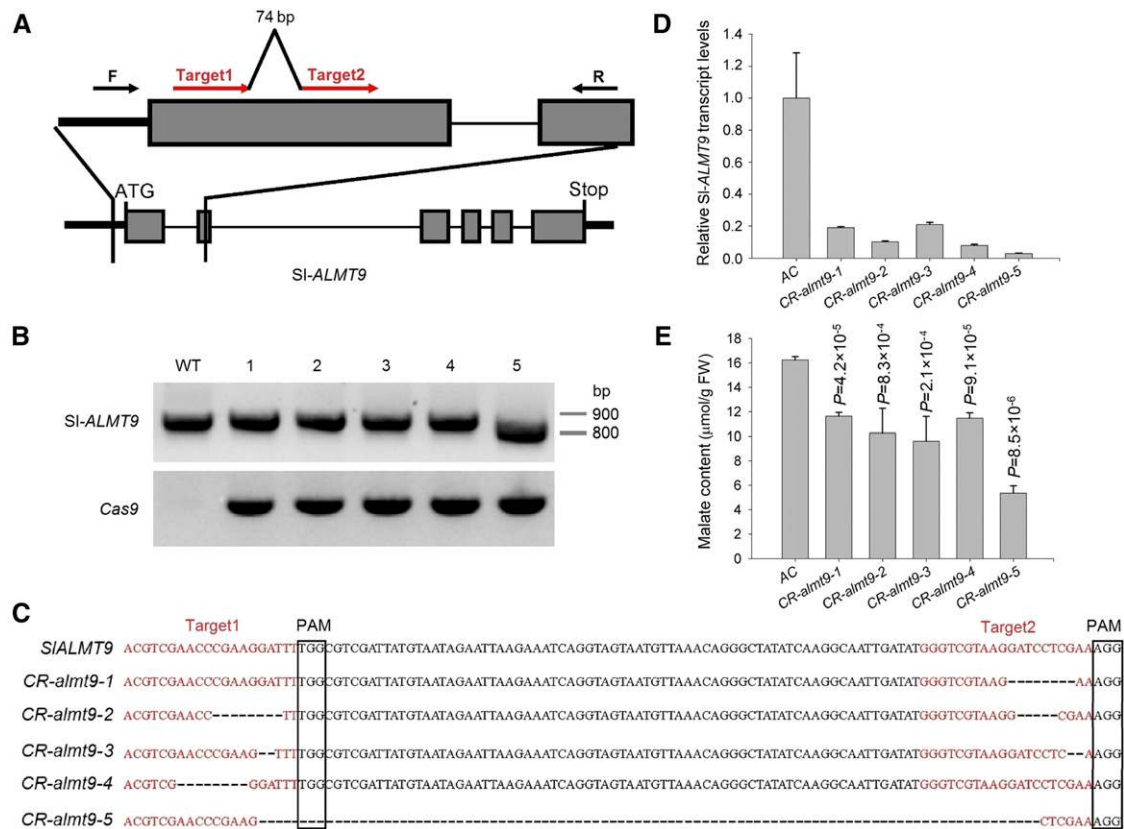 A
74 bp
F
Target1
Target2
R
ATG
Stop
Sl-ALMT9
B
WT 1 2 3 4 5
bp
Sl-ALMT9
900
800
Cas9
D
Relative Sl-ALMT9 transcript levels
1.4
1.2
1.0
0.8
0.6
0.4
0.2
0.0
AC
CR-almt9-1
CR-almt9-2
CR-almt9-3
CR-almt9-4
CR-almt9-5
E
Malate content (μmol/g FW)
18
16
14
12
10
8
6
4
2
0
P=4.2×10⁻⁵
P=8.3×10⁻⁴
P=2.1×10⁻⁴
P=9.1×10⁻⁵
P=8.5×10⁻⁶
AC
CR-almt9-1
CR-almt9-2
CR-almt9-3
CR-almt9-4
CR-almt9-5
C
Target1 PAM Target2 PAM
SlALMT9 ACGTCGAACCCGAAGGATTTTGGCGTCGATTATGTAATAGAATTAAGAAATCAGGTAGTAATGTTAAACAGGGCTATATCAAGGCAATTGATATGGGTCGTAAGGATCCTCGAAAGG
CR-almt9-1 ACGTCGAACCCGAAGGATTTTGGCGTCGATTATGTAATAGAATTAAGAAATCAGGTAGTAATGTTAAACAGGGCTATATCAAGGCAATTGATATGGGTCGTAAG--------AAAGG
CR-almt9-2 ACGTCGAACC--------TTTGGCGTCGATTATGTAATAGAATTAAGAAATCAGGTAGTAATGTTAAACAGGGCTATATCAAGGCAATTGATATGGGTCGTAAGG-----CGAAAGG
CR-almt9-3 ACGTCGAACCCGAAG--TTTTGGCGTCGATTATGTAATAGAATTAAGAAATCAGGTAGTAATGTTAAACAGGGCTATATCAAGGCAATTGATATGGGTCGTAAGGATCCTC---AAGG
CR-almt9-4 ACGTCG--------GGATTTTGGCGTCGATTATGTAATAGAATTAAGAAATCAGGTAGTAATGTTAAACAGGGCTATATCAAGGCAATTGATATGGGTCGTAAGGATCCTCGAAAGG
CR-almt9-5 ACGTCGAACCCGAAG----------------------------------------------------------------------------------------CTCGAAAGG